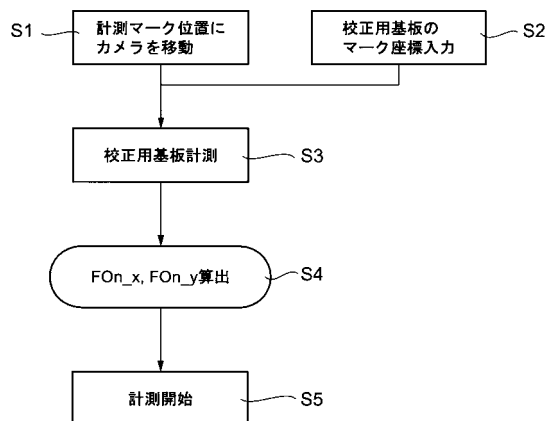 S1
計測マーク位置に
カメラを移動
校正用基板の
マーク座標入力
S2
校正用基板計測
S3
FOn_x, FOn_y算出
S4
計測開始
S5